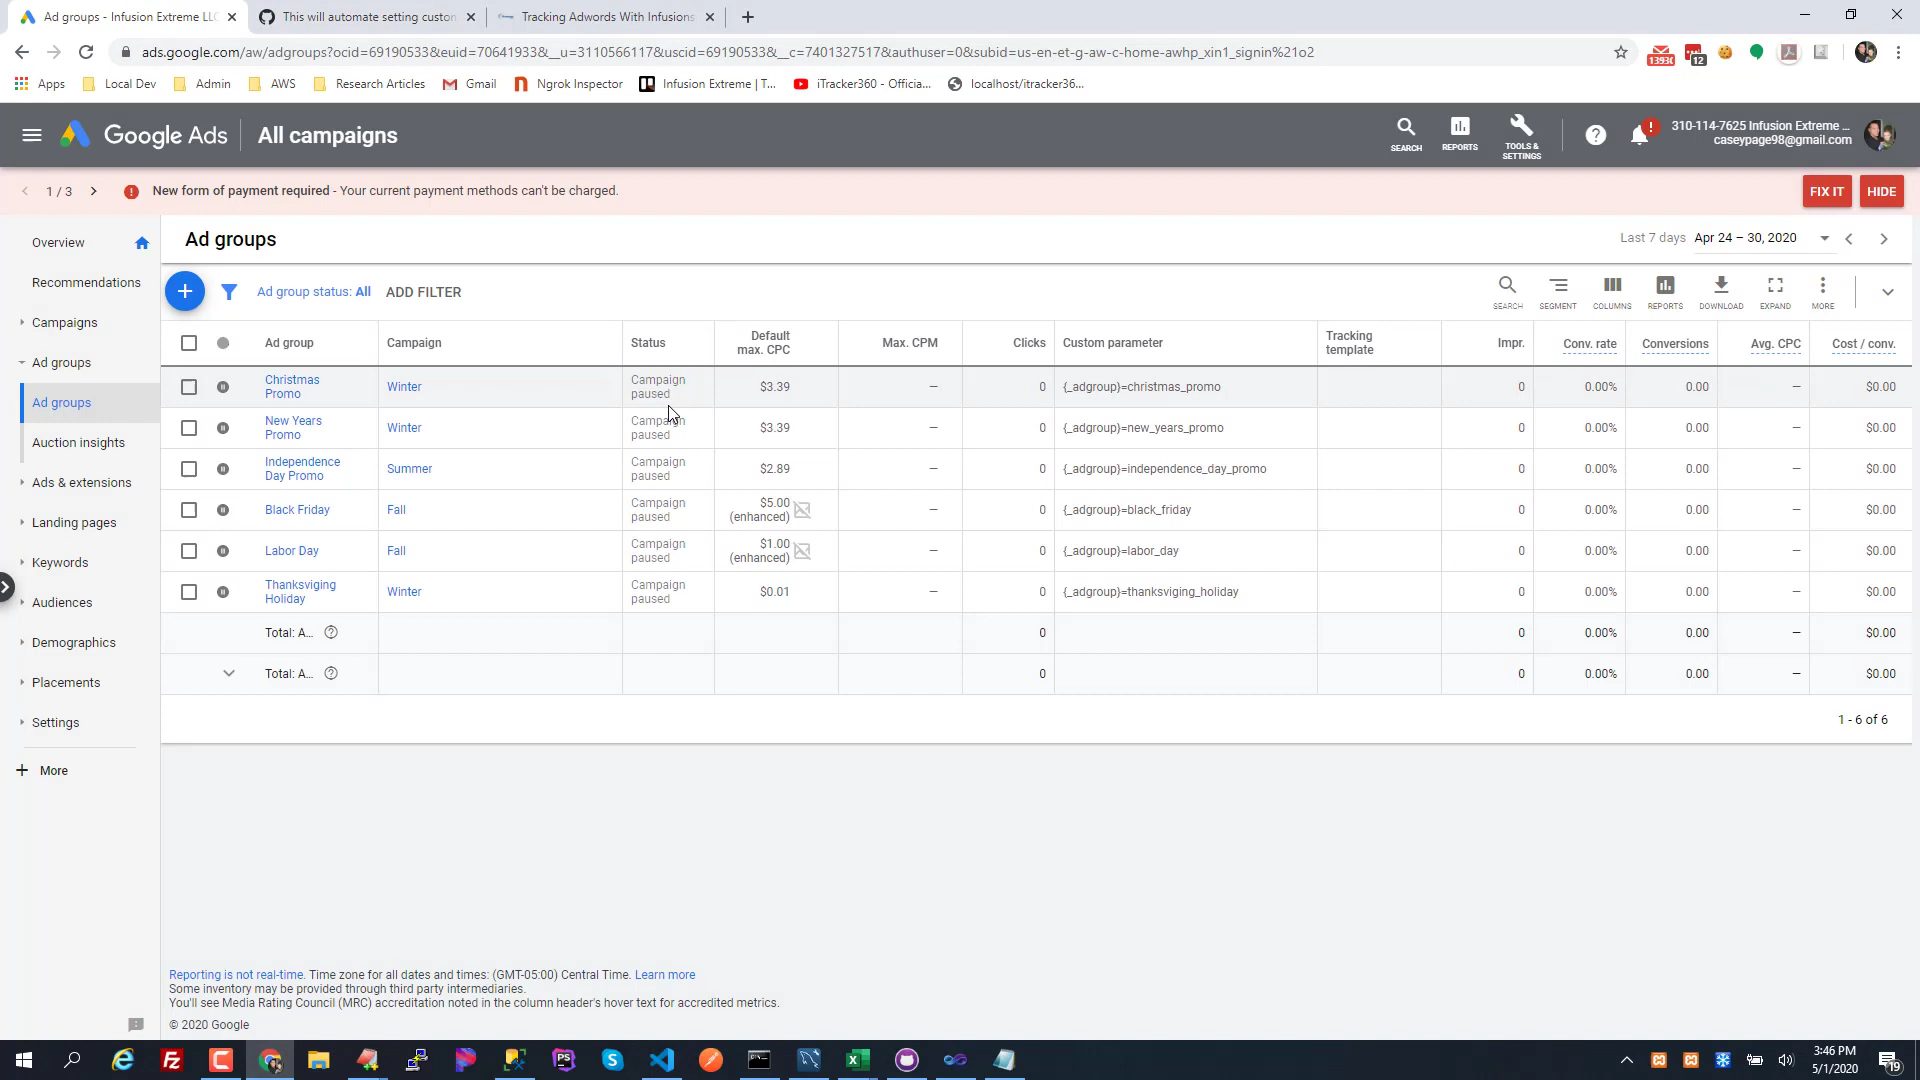 Ad groups - Infusion Extreme LLC
This will automate setting custom
Tracking Adwords With Infusions
ads.google.com/aw/adgroups?ocid=69190533&euid=70641933&__u=3110566117&uscid=69190533&__c=7401327517&authuser=0&subid=us-en-et-g-aw-c-home-awhp_xin1_signin%21o2
1393(
12
Apps
Local Dev
Admin
AWS
Research Articles
Gmail
Ngrok Inspector
Infusion Extreme | T...
iTracker360 - Officia...
localhost/itracker36...
Google Ads
All campaigns
SEARCH
REPORTS
TOOLS &
SETTINGS
310-114-7625 Infusion Extreme ...
caseypage98@gmail.com
1 / 3
New form of payment required - Your current payment methods can't be charged.
FIX IT
HIDE
Overview
Recommendations
Campaigns
Ad groups
Ad groups
Auction insights
Ads & extensions
Landing pages
Keywords
Audiences
Demographics
Placements
Settings
More
Ad groups
Last 7 days Apr 24 – 30, 2020
Ad group status: All
ADD FILTER
SEARCH
SEGMENT
COLUMNS
REPORTS
DOWNLOAD
EXPAND
MORE
Ad group Campaign Status Default max. CPC Max. CPM Clicks Custom parameter Tracking template Impr. Conv. rate Conversions Avg. CPC Cost / conv.
Christmas Promo Winter Campaign paused $3.39 — 0 {_adgroup}=christmas_promo 0 0.00% 0.00 — $0.00
New Years Promo Winter Campaign paused $3.39 — 0 {_adgroup}=new_years_promo 0 0.00% 0.00 — $0.00
Independence Day Promo Summer Campaign paused $2.89 — 0 {_adgroup}=independence_day_promo 0 0.00% 0.00 — $0.00
Black Friday Fall Campaign paused $5.00 (enhanced) — 0 {_adgroup}=black_friday 0 0.00% 0.00 — $0.00
Labor Day Fall Campaign paused $1.00 (enhanced) — 0 {_adgroup}=labor_day 0 0.00% 0.00 — $0.00
Thanksviging Holiday Winter Campaign paused $0.01 — 0 {_adgroup}=thanksviging_holiday 0 0.00% 0.00 — $0.00
Total: A... 0 0 0.00% 0.00 — $0.00
Total: A... 0 0 0.00% 0.00 — $0.00
1 - 6 of 6
Reporting is not real-time. Time zone for all dates and times: (GMT-05:00) Central Time. Learn more
Some inventory may be provided through third party intermediaries.
You'll see Media Rating Council (MRC) accreditation noted in the column header's hover text for accredited metrics.
© 2020 Google
3:46 PM
5/1/2020
19